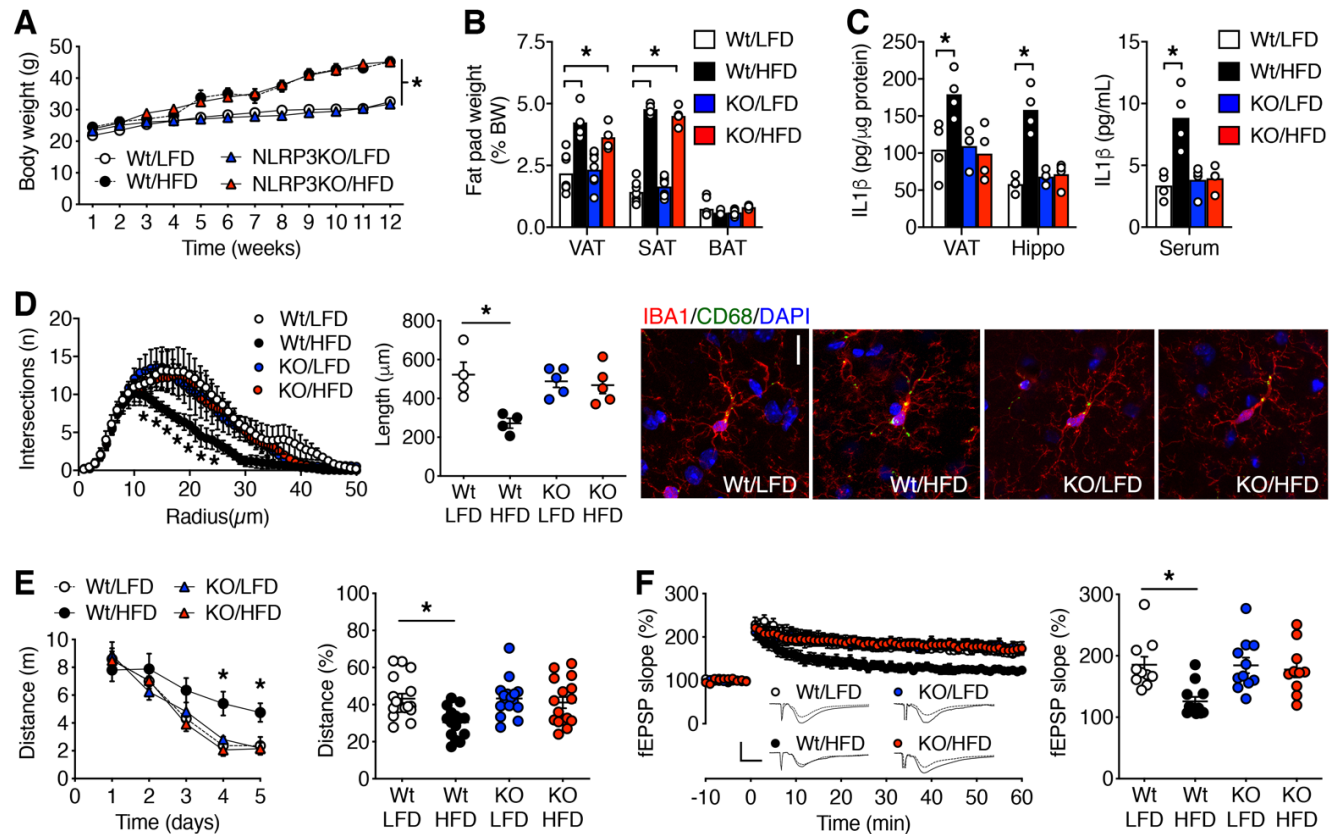 A
Body weight (g)
50
40
30
20
10
0
Wt/LFD
NLRP3KO/LFD
Wt/HFD
NLRP3KO/HFD
*
1 2 3 4 5 6 7 8 9 10 11 12
Time (weeks)
B
Fat pad weight
(% BW)
7.5
5.0
2.5
0.0
* *
VAT SAT BAT
Wt/LFD
Wt/HFD
KO/LFD
KO/HFD
C
IL1β (pg/μg protein)
250
200
150
100
50
0
* *
VAT Hippo
IL1β (pg/mL)
15
10
5
0
*
Serum
Wt/LFD
Wt/HFD
KO/LFD
KO/HFD
D
Intersections (n)
20
15
10
5
0
Wt/LFD
Wt/HFD
KO/LFD
KO/HFD
* * * * * * *
0 10 20 30 40 50
Radius(μm)
Length (μm)
800
600
400
200
0
*
Wt Wt KO KO
LFD HFD LFD HFD
IBA1/CD68/DAPI
Wt/LFD
Wt/HFD
KO/LFD
KO/HFD
E
Wt/LFD
KO/LFD
Wt/HFD
KO/HFD
Distance (m)
10
8
6
4
2
0
* *
1 2 3 4 5
Time (days)
Distance (%)
100
80
60
40
20
0
*
Wt Wt KO KO
LFD HFD LFD HFD
F
fEPSP slope (%)
300
200
100
0
Wt/LFD
KO/LFD
Wt/HFD
KO/HFD
-10 0 10 20 30 40 50 60
Time (min)
fEPSP slope (%)
300
200
100
0
*
Wt Wt KO KO
LFD HFD LFD HFD